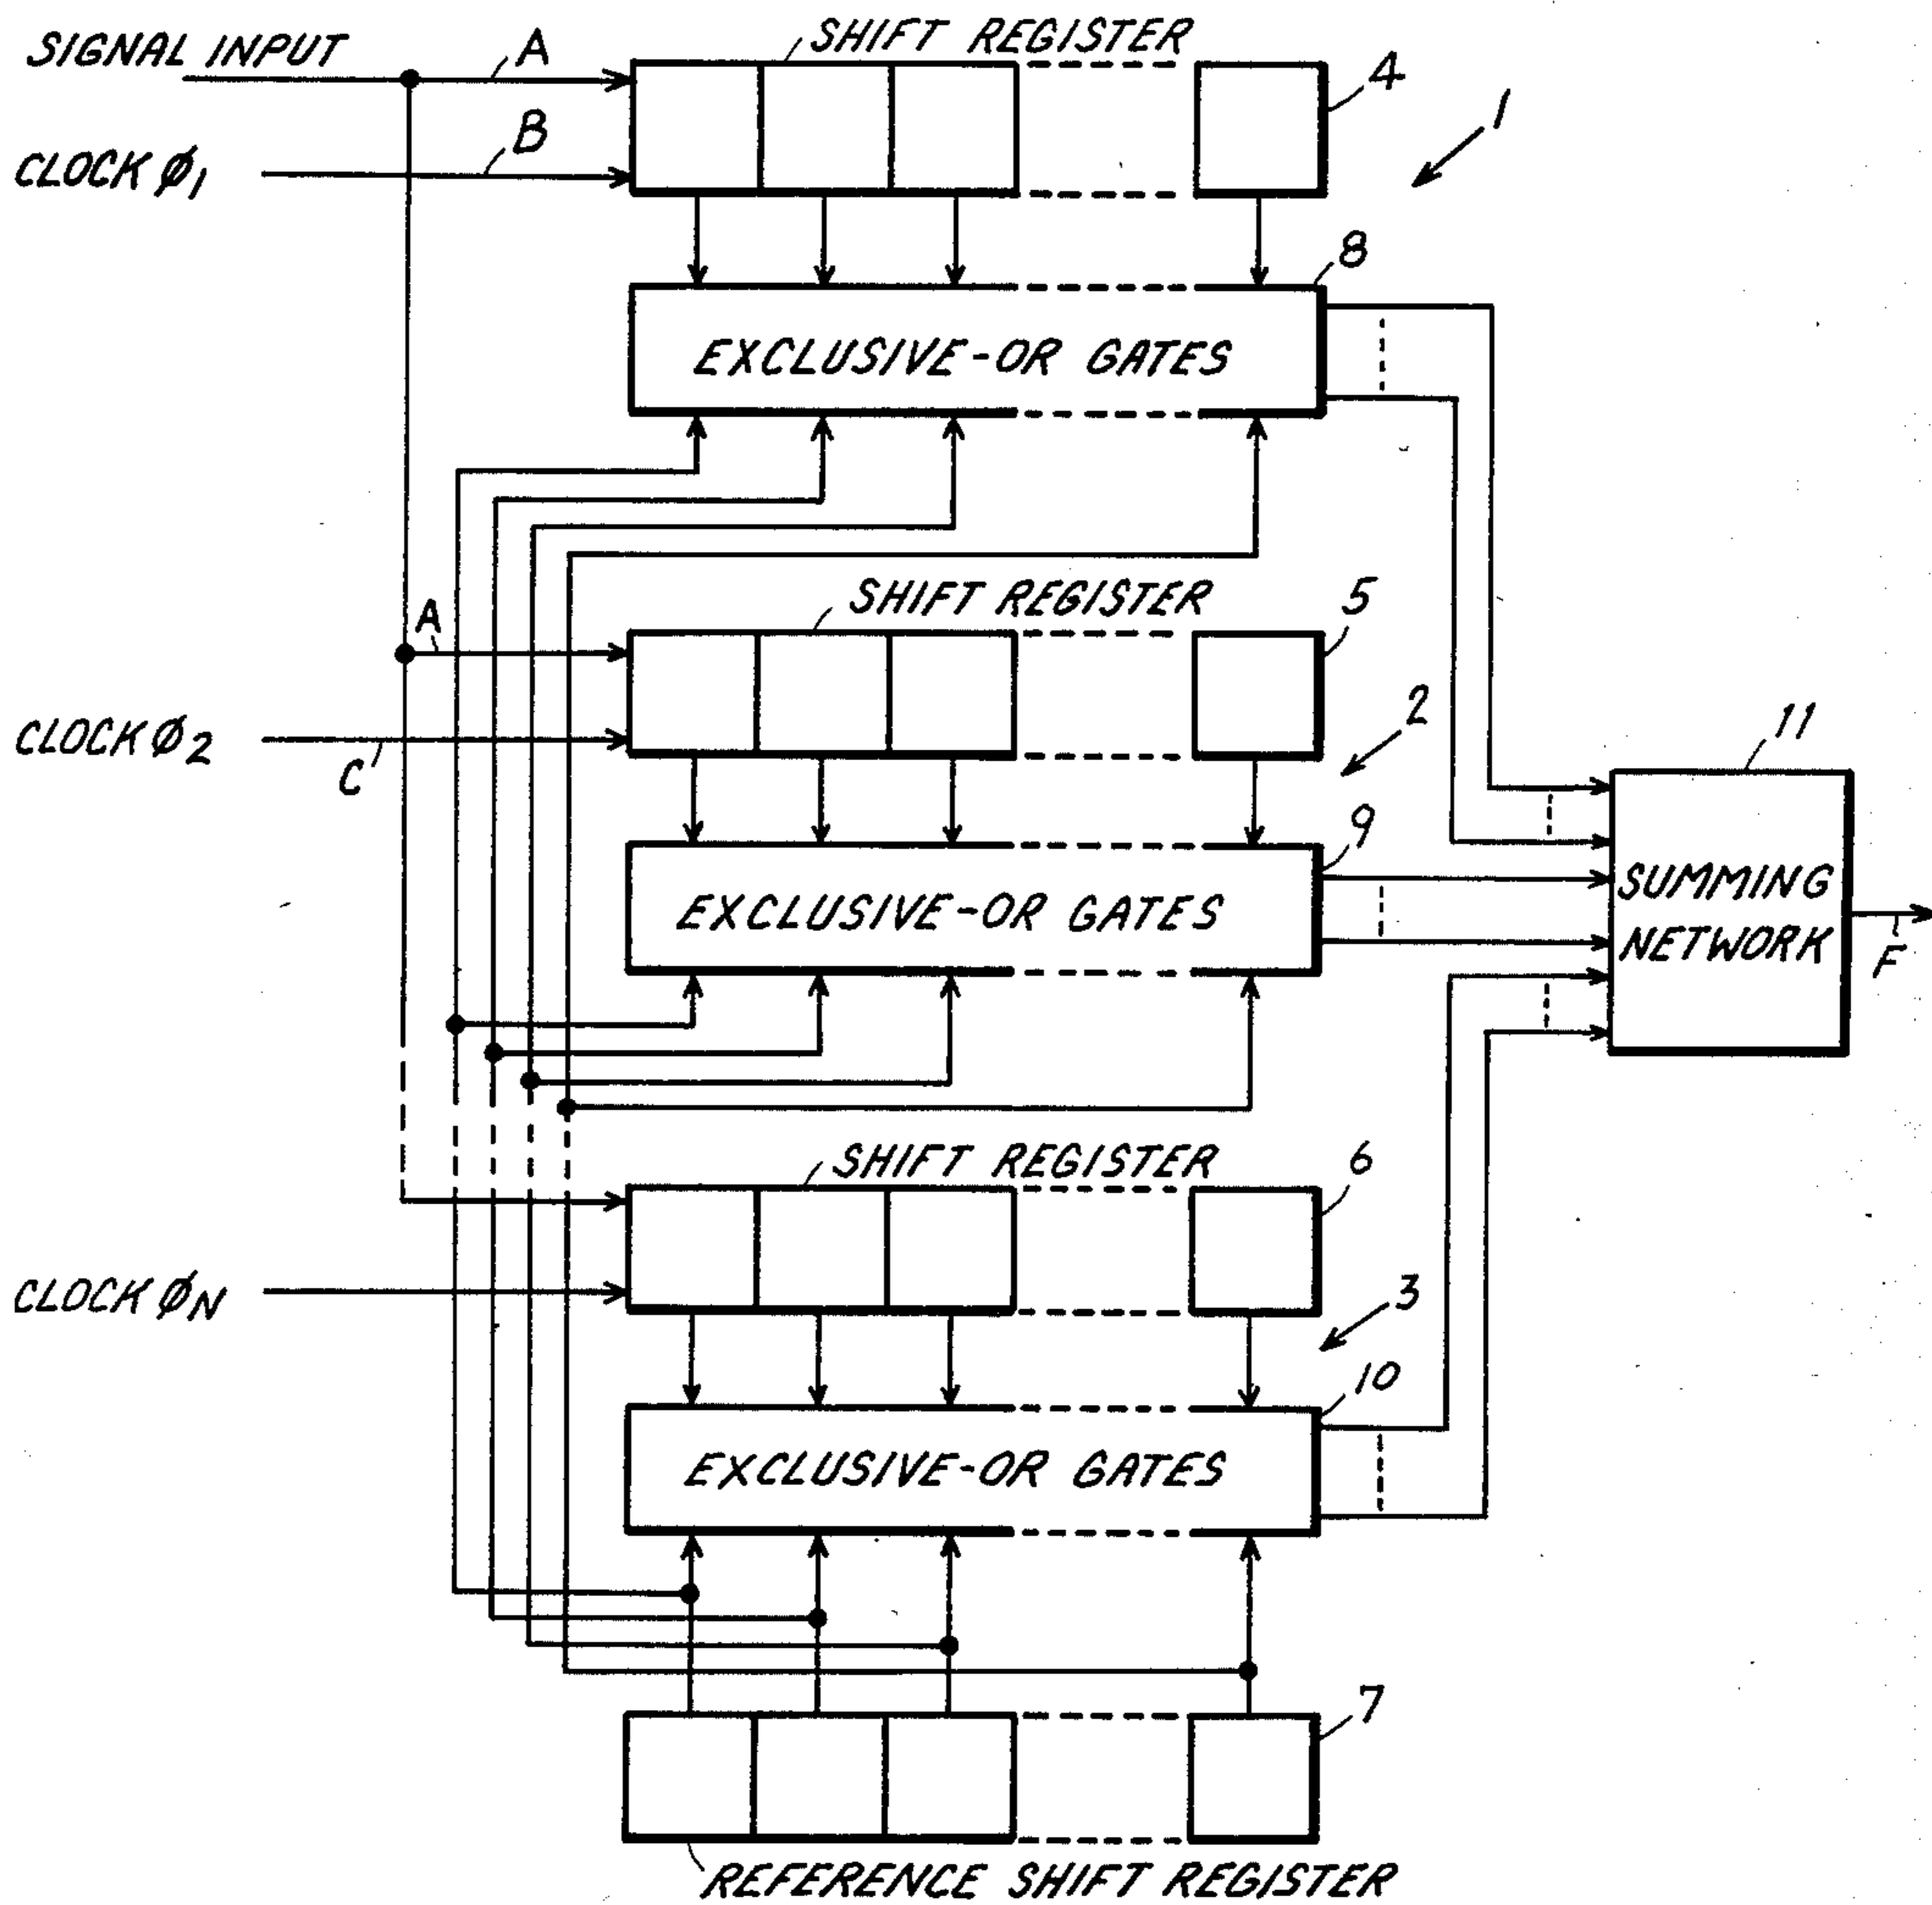 SIGNAL INPUT
A
SHIFT REGISTER
4
1
B
CLOCK Ø1
8
EXCLUSIVE-OR GATES
SHIFT REGISTER
5
A
2
CLOCK Ø2
C
11
9
EXCLUSIVE-OR GATES
SUMMING
NETWORK
F
SHIFT REGISTER
6
CLOCK ØN
3
10
EXCLUSIVE-OR GATES
7
REFERENCE SHIFT REGISTER